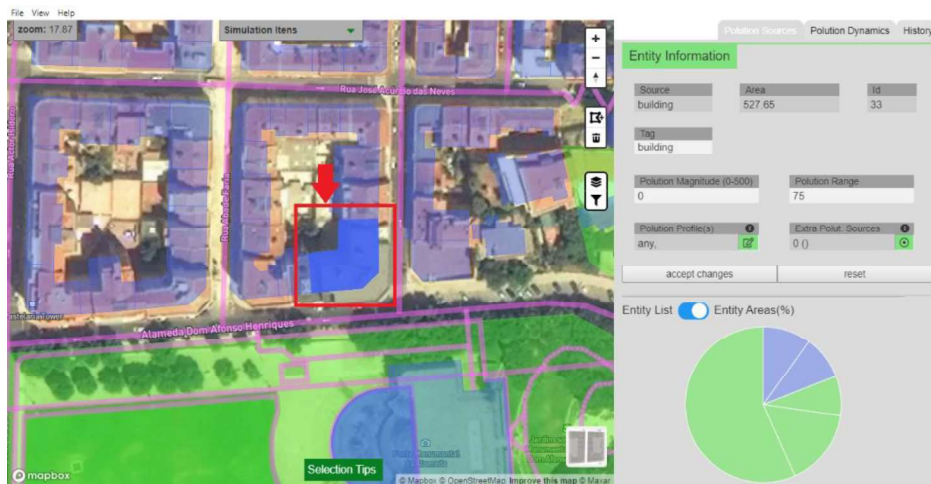 File View Help
zoom: 17.87
Simulation Itens
Polution Sources Polution Dynamics History
Entity Information
Source Area Id
building 527.65 33
Tag
building
Polution Magnitude (0-500) Polution Range
0 75
Polution Profile(s) Extra Polut. Sources
any, 0 ()
accept changes reset
Entity List Entity Areas(%)
Rua José Acúrcio das Neves
Rua Abade Faria
Alameda Dom Afonso Henriques
Selection Tips
mapbox
© Mapbox © OpenStreetMap Improve this map © Maxar